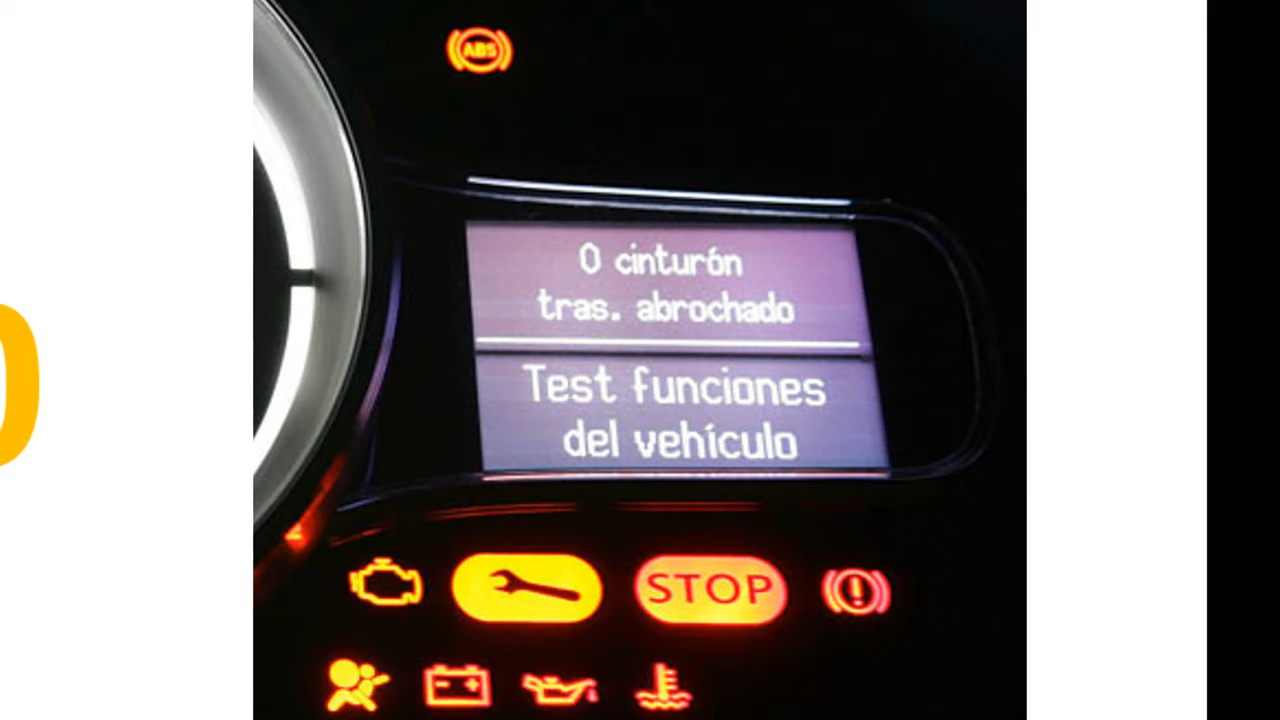 ABS
0 cinturón
tras. abrochado
Test funciones
del vehículo
STOP